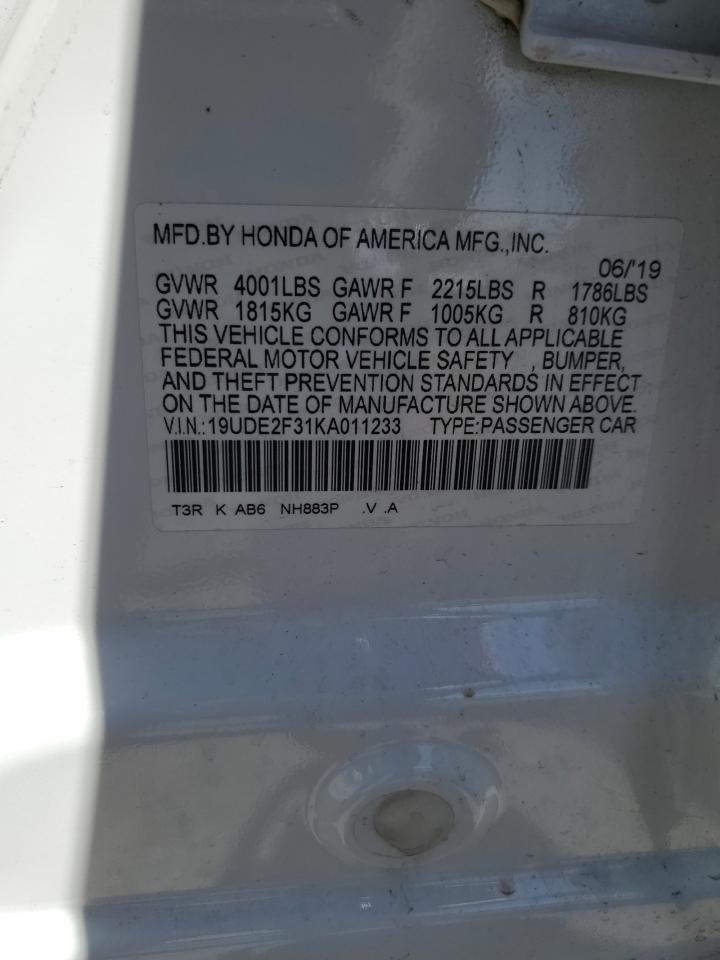 MFD.BY HONDA OF AMERICA MFG.,INC.
06/'19
GVWR 4001LBS GAWR F 2215LBS R 1786LBS
GVWR 1815KG GAWR F 1005KG R 810KG
THIS VEHICLE CONFORMS TO ALL APPLICABLE
FEDERAL MOTOR VEHICLE SAFETY , BUMPER,
AND THEFT PREVENTION STANDARDS IN EFFECT
ON THE DATE OF MANUFACTURE SHOWN ABOVE.
V.I.N.:19UDE2F31KA011233 TYPE:PASSENGER CAR
T3R K AB6 NH883P .V .A